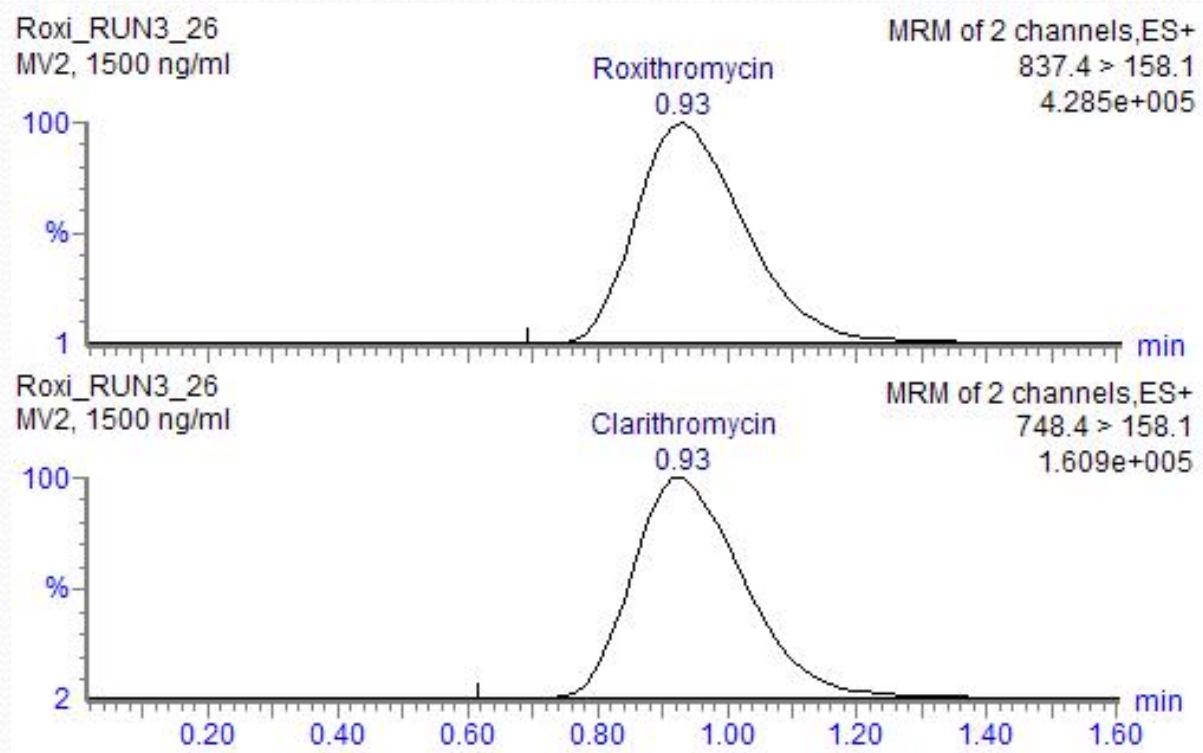 Roxi_RUN3_26
MV2, 1500 ng/ml
MRM of 2 channels,ES+
837.4 > 158.1
4.285e+005
Roxithromycin
0.93
100
%
1
min
Roxi_RUN3_26
MV2, 1500 ng/ml
MRM of 2 channels,ES+
748.4 > 158.1
1.609e+005
Clarithromycin
0.93
100
%
2
min
0.20 0.40 0.60 0.80 1.00 1.20 1.40 1.60